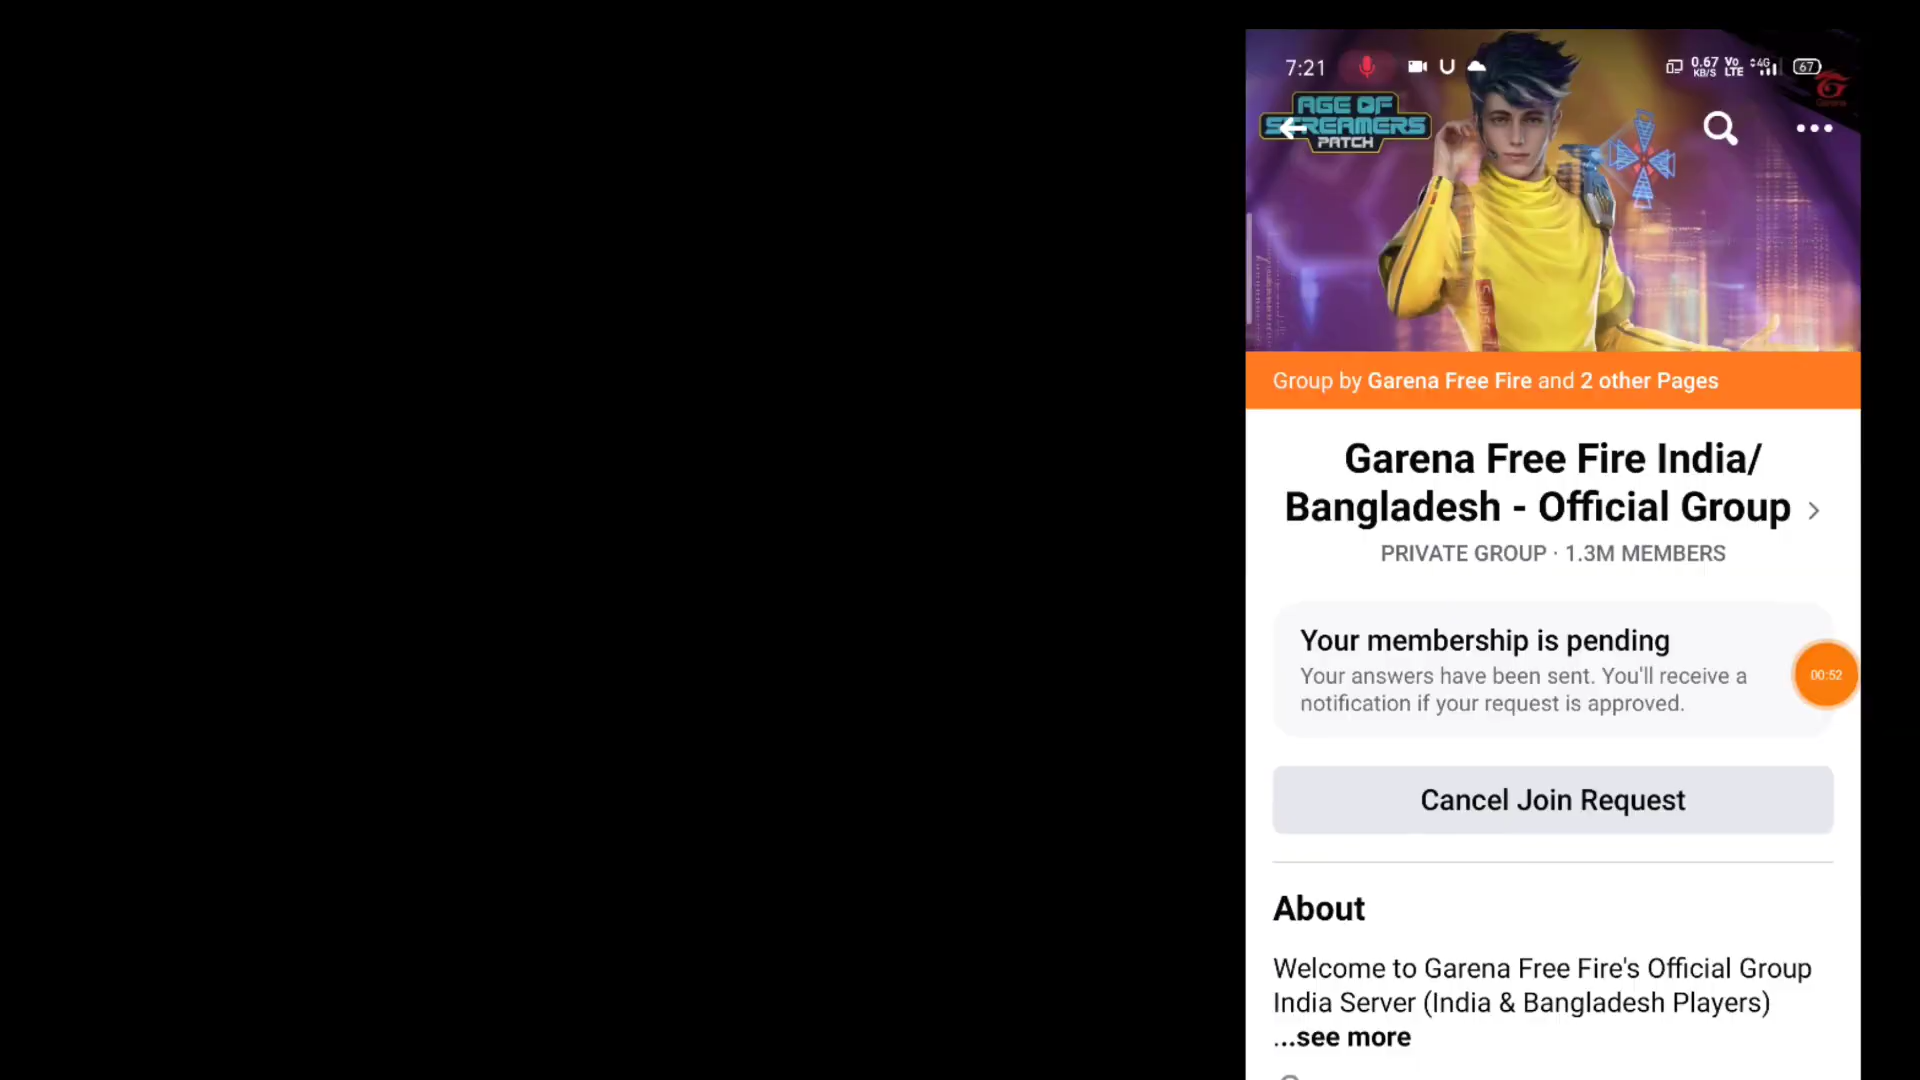 7:21
0.67 KB/S
Vo LTE
4G
67
AGE OF
STREAMERS
PATCH
Garena
Group by Garena Free Fire and 2 other Pages
Garena Free Fire India/
Bangladesh - Official Group
PRIVATE GROUP · 1.3M MEMBERS
Your membership is pending
Your answers have been sent. You'll receive a
notification if your request is approved.
00:52
Cancel Join Request
About
Welcome to Garena Free Fire's Official Group
India Server (India & Bangladesh Players)
...see more